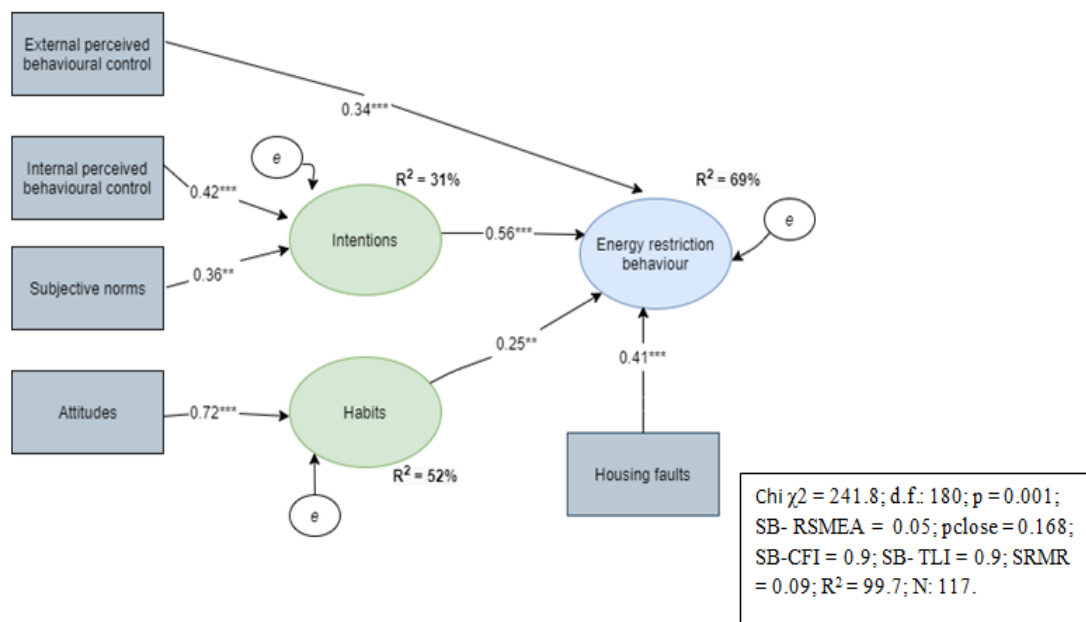 External perceived
behavioural control
0.34***
Internal perceived
behavioural control
e
R² = 31%
R² = 69%
0.42***
e
Intentions
0.56***
Energy restriction
behaviour
0.36**
Subjective norms
0.25**
0.41***
Attitudes
0.72***
Habits
R² = 52%
Housing faults
e
Chi χ2 = 241.8; d.f.: 180; p = 0.001;
SB- RSMEA = 0.05; pclose = 0.168;
SB-CFI = 0.9; SB- TLI = 0.9; SRMR
= 0.09; R² = 99.7; N: 117.